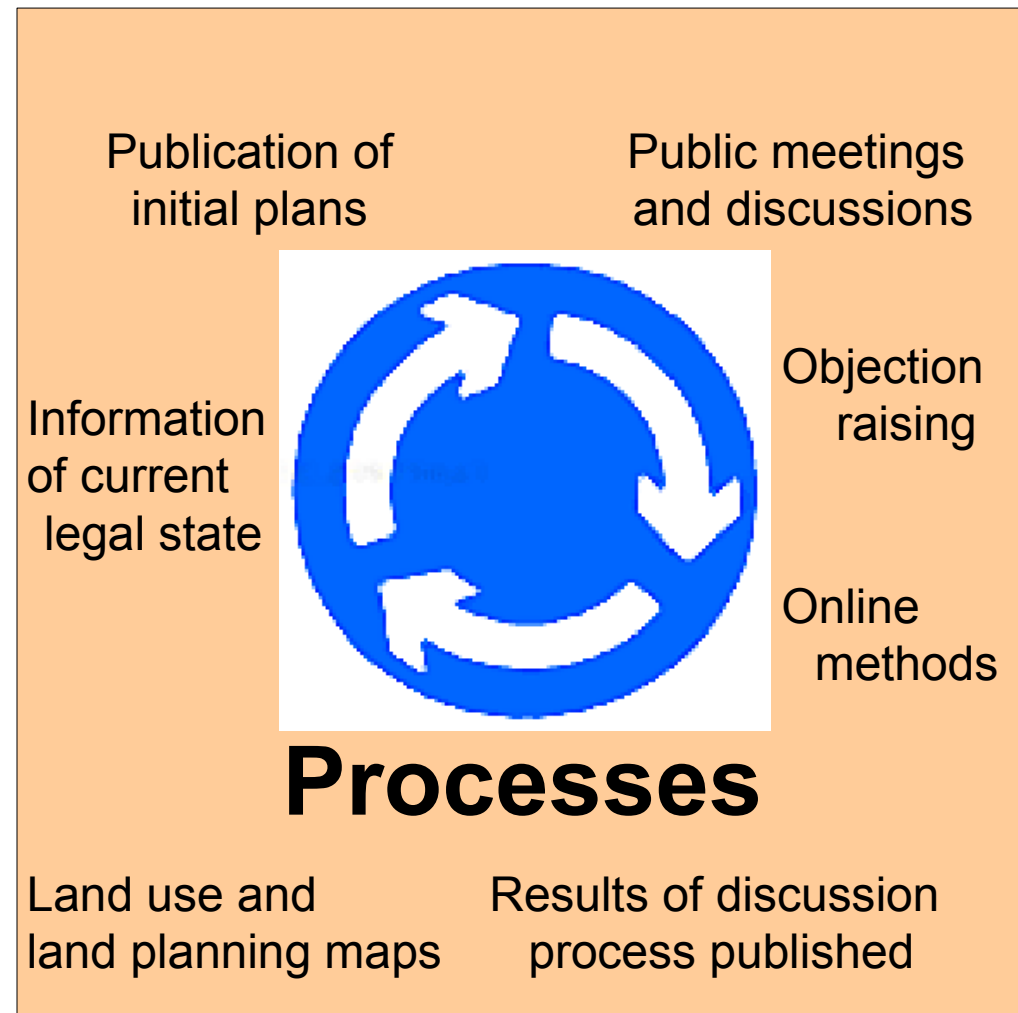 Publication of
initial plans
Public meetings
and discussions
Objection
raising
Information
of current
legal state
Online
methods
Processes
Land use and
land planning maps
Results of discussion
process published